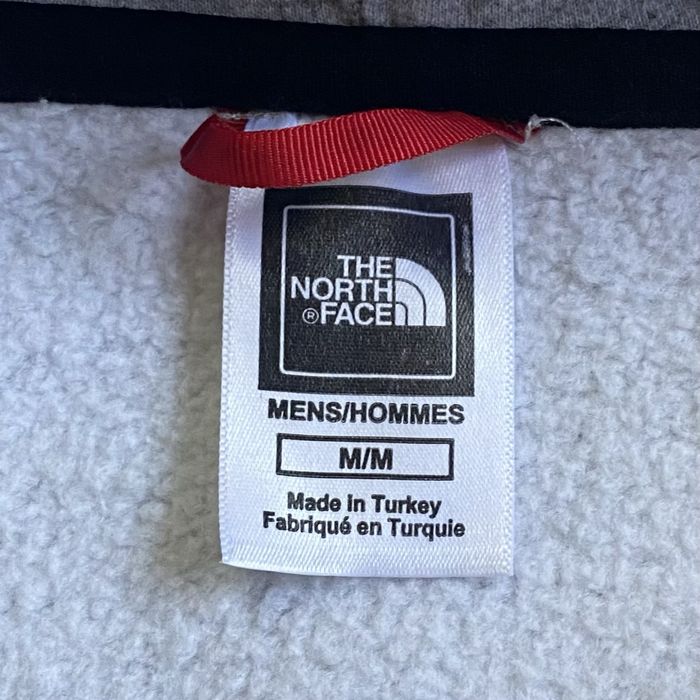 THE
NORTH
®FACE
MENS/HOMMES
M/M
Made in Turkey
Fabriqué en Turquie